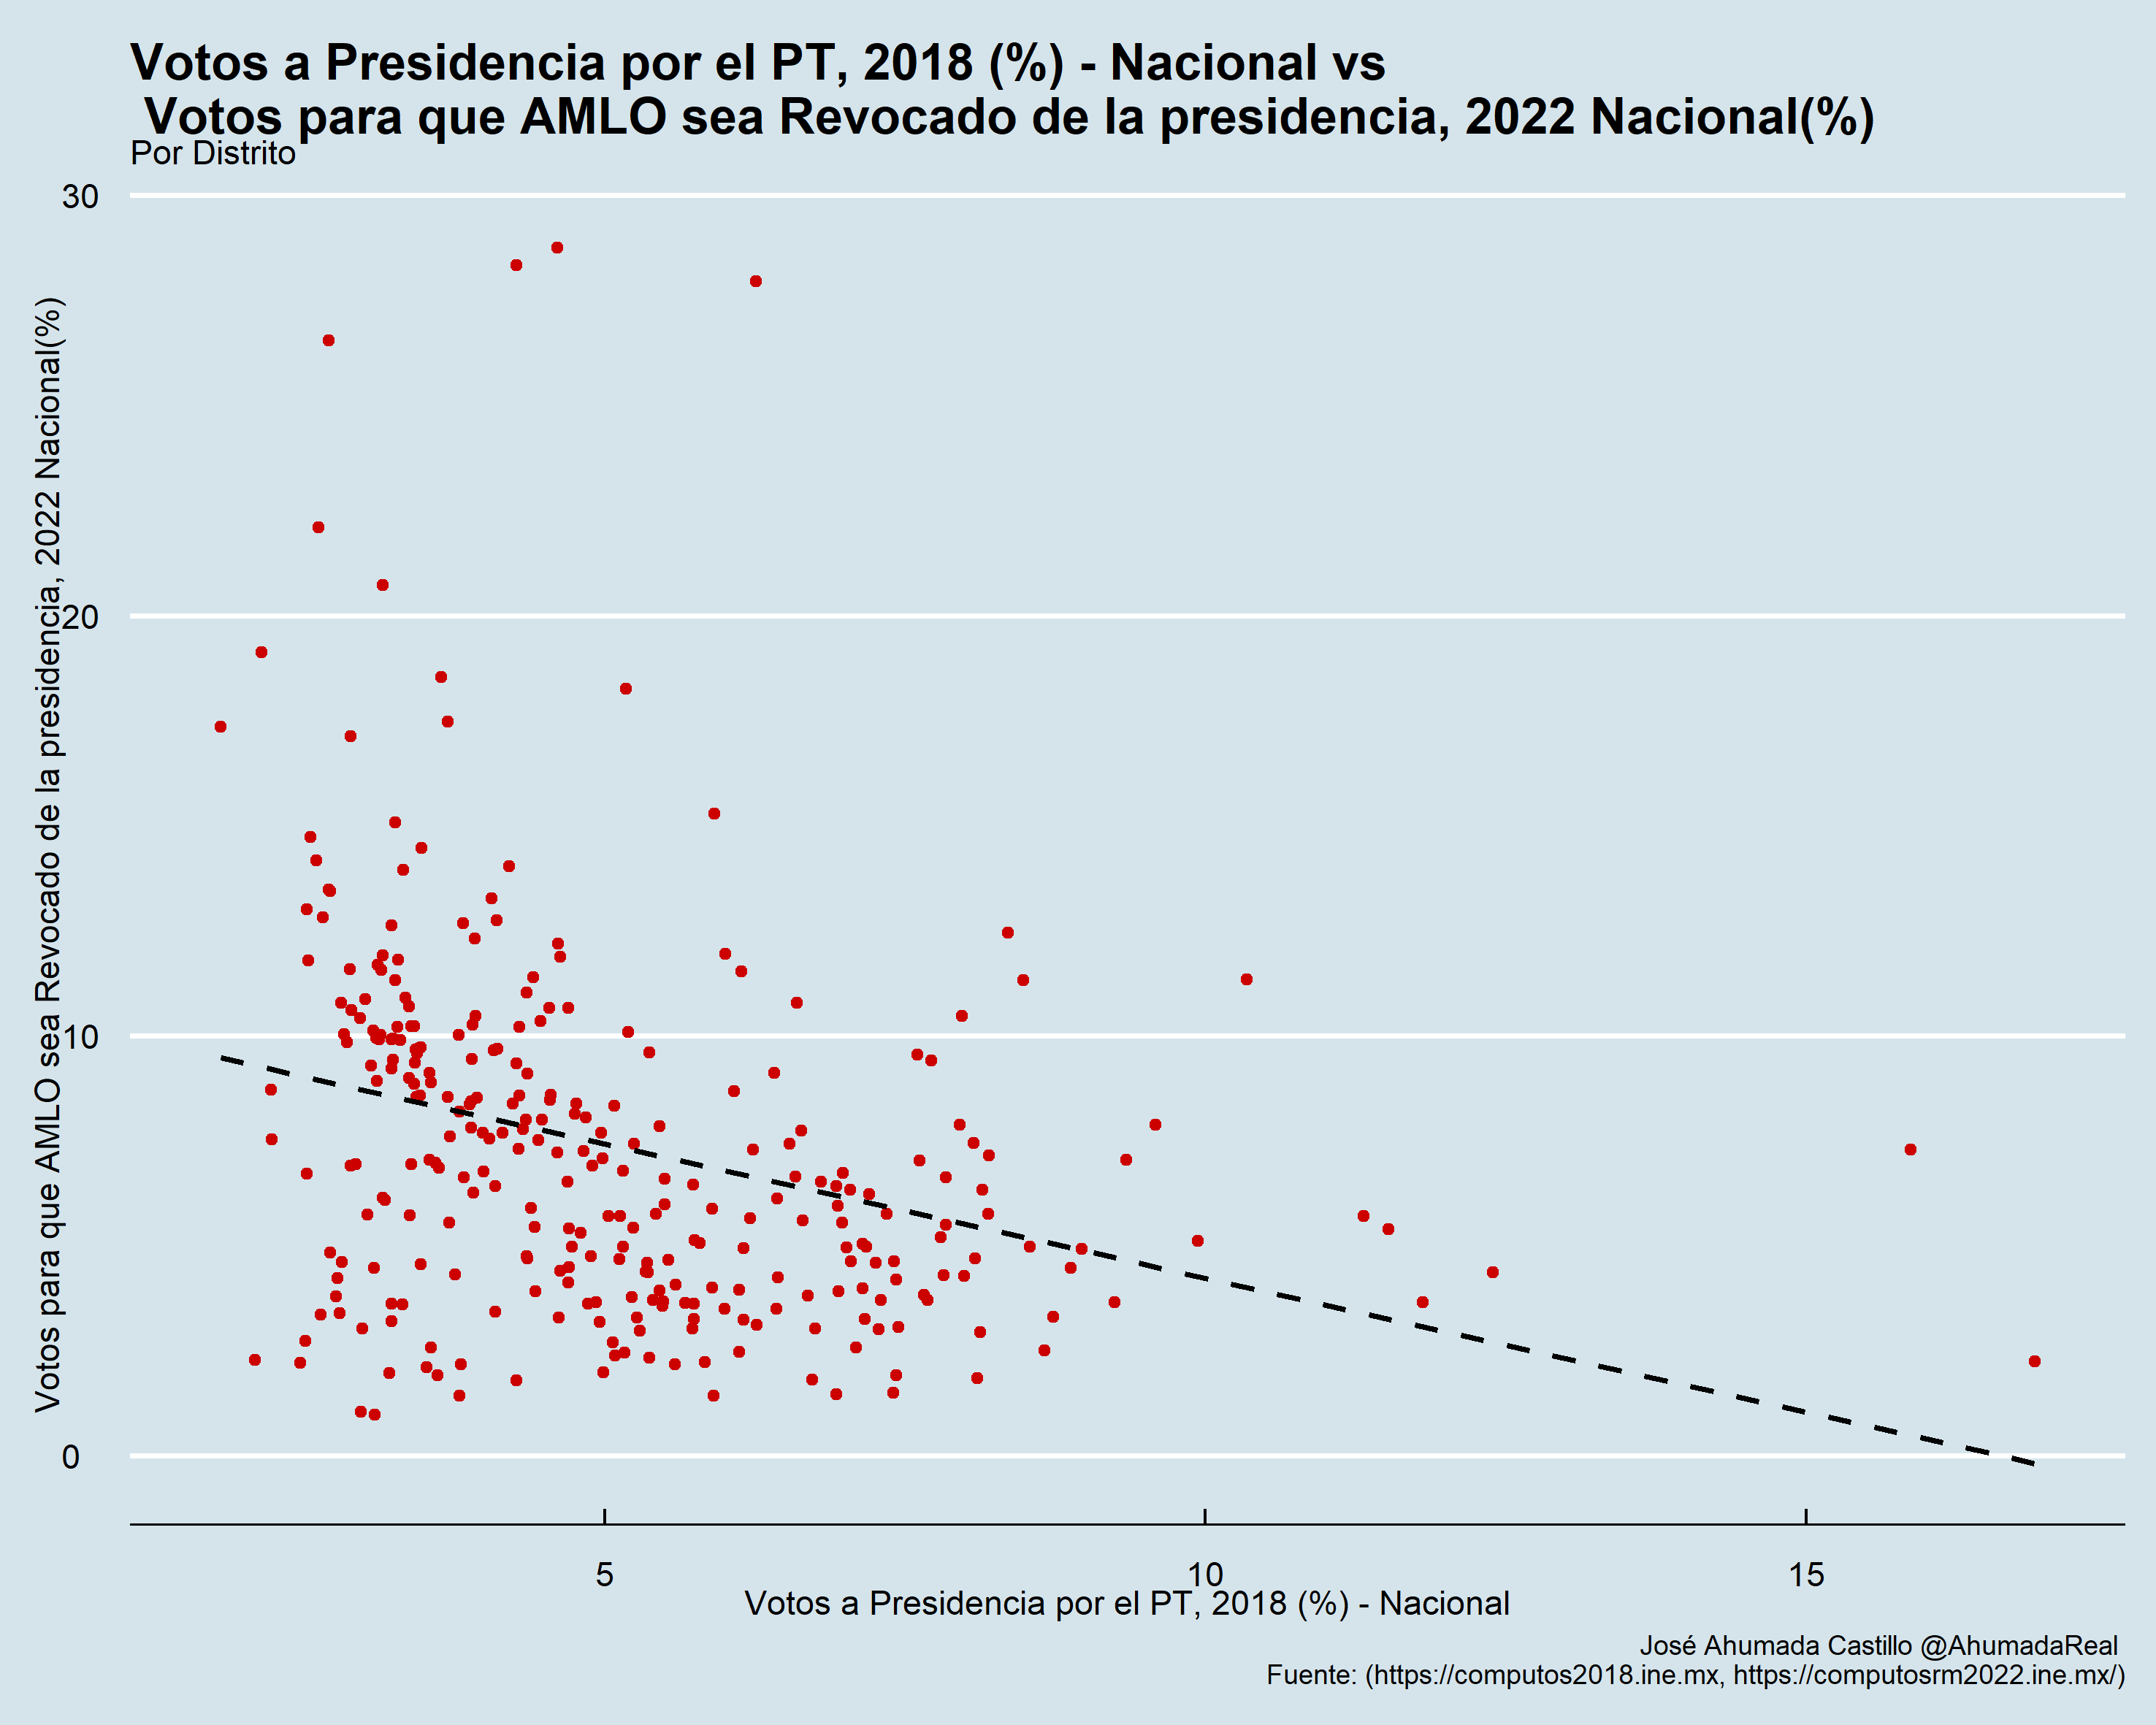 Votos a Presidencia por el PT, 2018 (%) - Nacional vs
Votos para que AMLO sea Revocado de la presidencia, 2022 Nacional(%)
Por Distrito
Votos para que AMLO sea Revocado de la presidencia, 2022 Nacional(%)
30
20
10
0
5 10 15
Votos a Presidencia por el PT, 2018 (%) - Nacional
José Ahumada Castillo @AhumadaReal
Fuente: (https://computos2018.ine.mx, https://computosrm2022.ine.mx/)